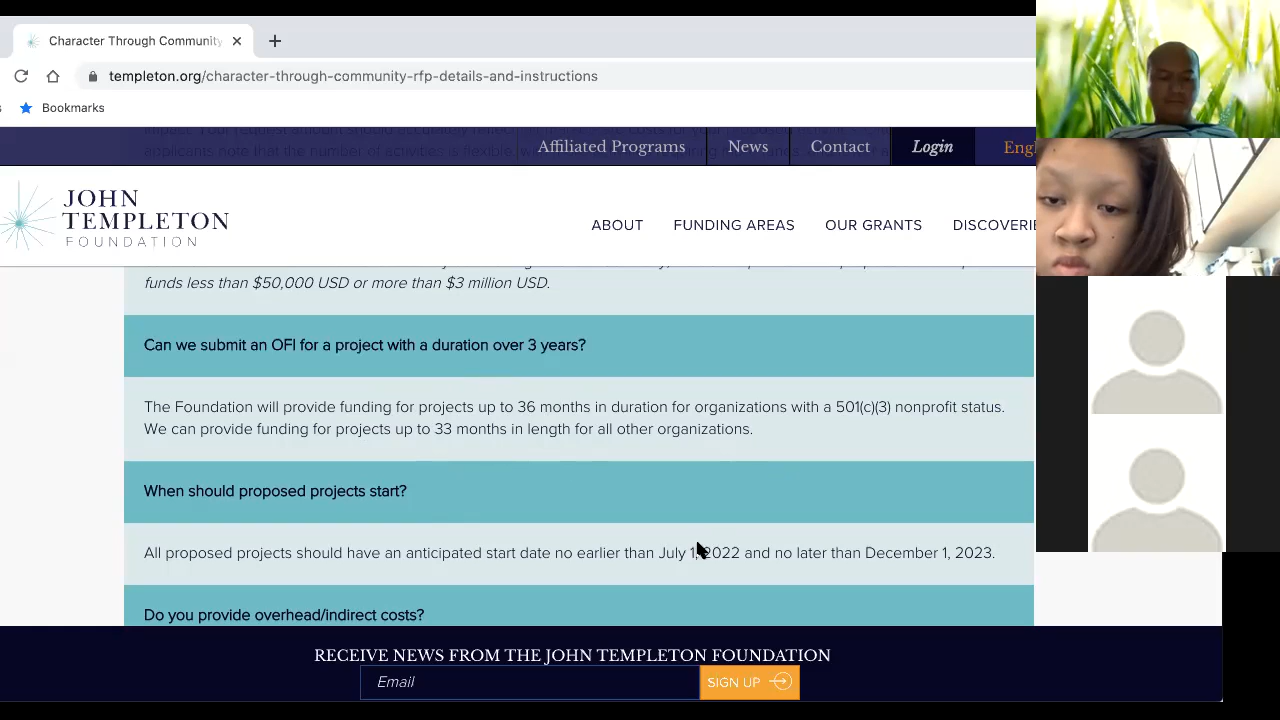 Character Through Community
templeton.org/character-through-community-rfp-details-and-instructions
Bookmarks
Affiliated Programs News Contact Login
JOHN
TEMPLETON
FOUNDATION
ABOUT FUNDING AREAS OUR GRANTS
funds less than $50,000 USD or more than $3 million USD.
Can we submit an OFI for a project with a duration over 3 years?
The Foundation will provide funding for projects up to 36 months in duration for organizations with a 501(c)(3) nonprofit status.
We can provide funding for projects up to 33 months in length for all other organizations.
When should proposed projects start?
All proposed projects should have an anticipated start date no earlier than July 1, 2022 and no later than December 1, 2023.
Do you provide overhead/indirect costs?
RECEIVE NEWS FROM THE JOHN TEMPLETON FOUNDATION
Email SIGN UP